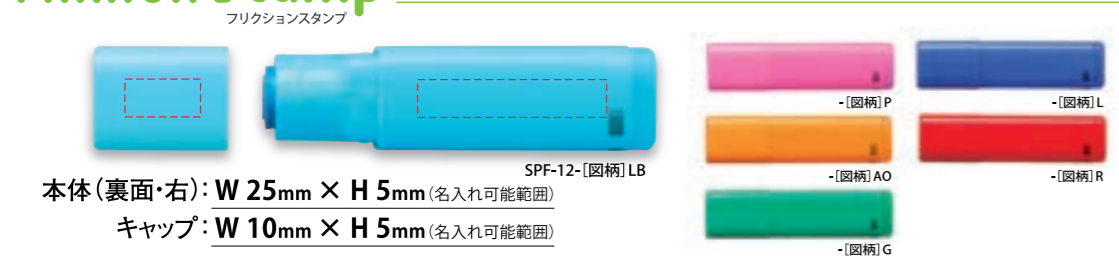 フリクションスタンプ
SPF-12-[図柄]LB
本体(裏面・右):W 25mm × H 5mm(名入れ可能範囲)
キャップ:W 10mm × H 5mm(名入れ可能範囲)
-[図柄]P
-[図柄]L
-[図柄]AO
-[図柄]R
-[図柄]G